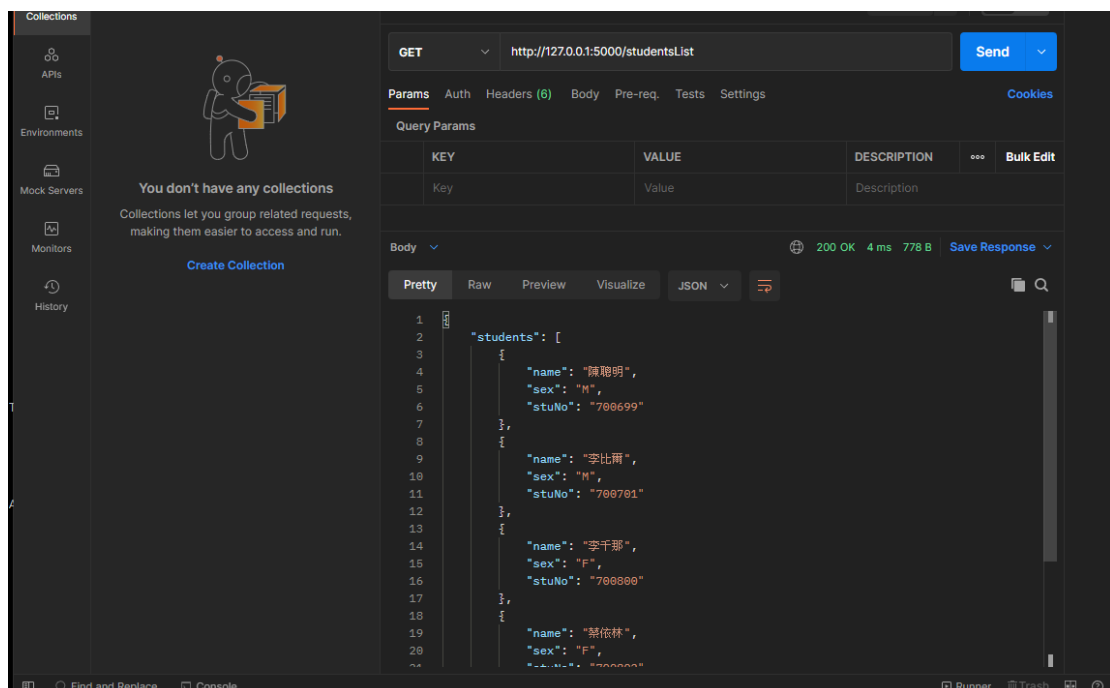 Collections
APIs
Environments
Mock Servers
Monitors
History
You don't have any collections
Collections let you group related requests,
making them easier to access and run.
Create Collection
GET http://127.0.0.1:5000/studentsList Send
Params Auth Headers (6) Body Pre-req. Tests Settings Cookies
Query Params
KEY VALUE DESCRIPTION ooo Bulk Edit
Key Value Description
Body 200 OK 4 ms 778 B Save Response
Pretty Raw Preview Visualize JSON
1 {
2 "students": [
3 {
4 "name": "陳聰明",
5 "sex": "M",
6 "stuNo": "700699"
7 },
8 {
9 "name": "李比爾",
10 "sex": "M",
11 "stuNo": "700701"
12 },
13 {
14 "name": "李千那",
15 "sex": "F",
16 "stuNo": "700800"
17 },
18 {
19 "name": "蔡依林",
20 "sex": "F",
21 "stuNo":
Find and Replace Console Runner Trash